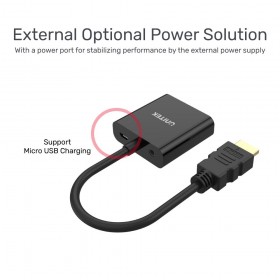 External Optional Power Solution
With a power port for stabilizing performance by the external power supply
UNITEK
Support
Micro USB Charging